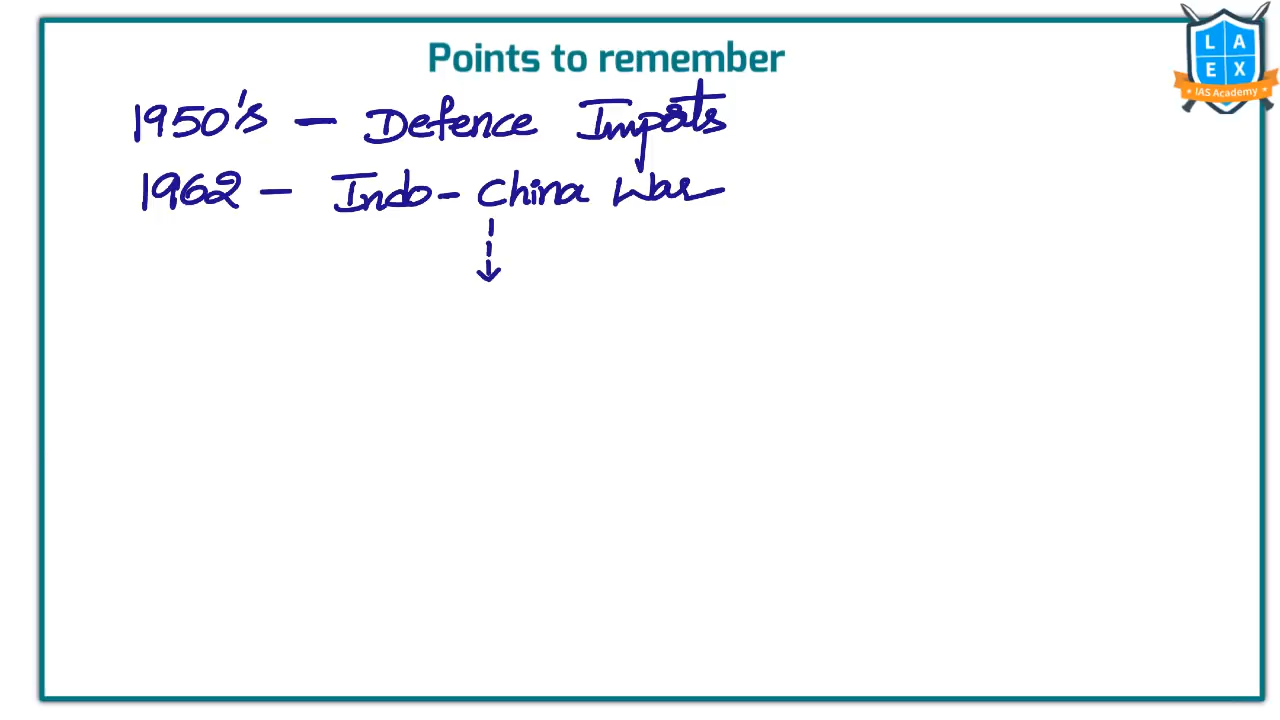 Points to remember
L A
E X
IAS Academy
1950's — Defence Imports
1962 — Indo-China War